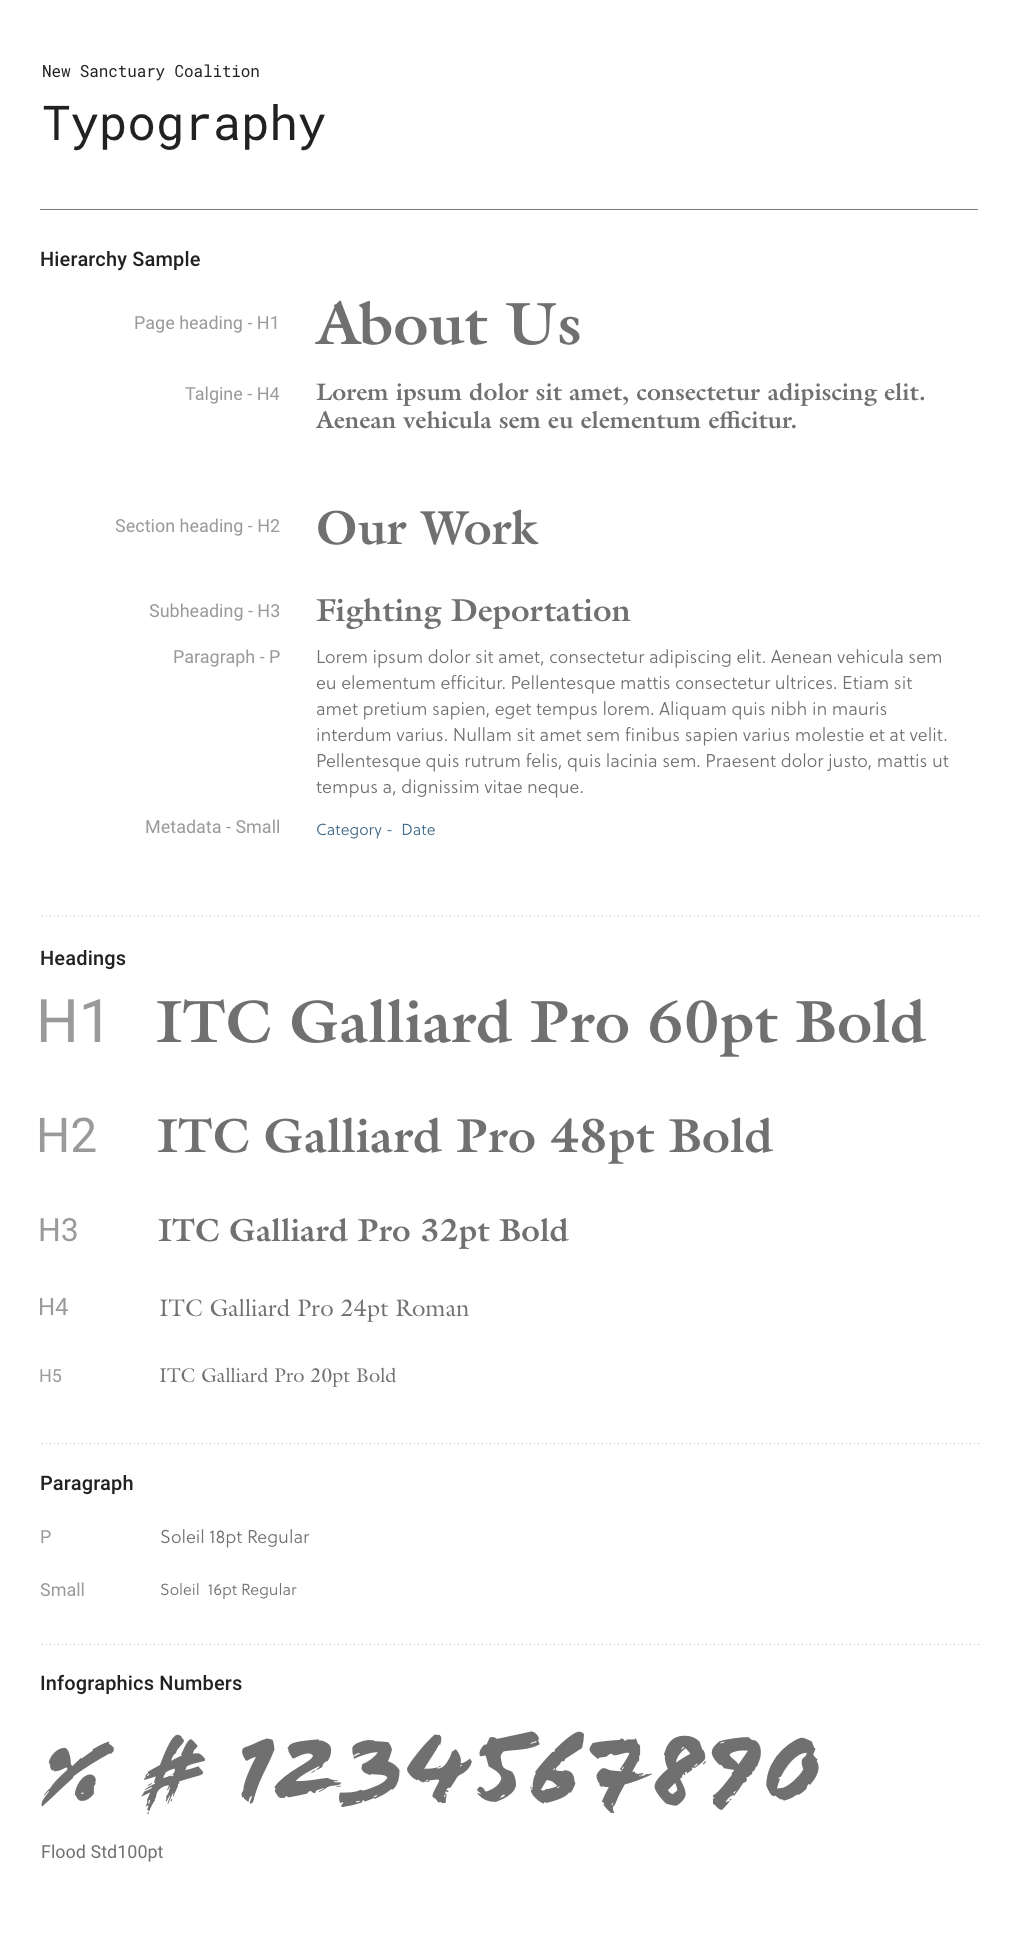 New Sanctuary Coalition
Typography
Hierarchy Sample
Page heading - H1
About Us
Talgine - H4
Lorem ipsum dolor sit amet, consectetur adipiscing elit.
Aenean vehicula sem eu elementum efficitur.
Section heading - H2
Our Work
Subheading - H3
Fighting Deportation
Paragraph - P
Lorem ipsum dolor sit amet, consectetur adipiscing elit. Aenean vehicula sem
eu elementum efficitur. Pellentesque mattis consectetur ultrices. Etiam sit
amet pretium sapien, eget tempus lorem. Aliquam quis nibh in mauris
interdum varius. Nullam sit amet sem finibus sapien varius molestie et at velit.
Pellentesque quis rutrum felis, quis lacinia sem. Praesent dolor justo, mattis ut
tempus a, dignissim vitae neque.
Metadata - Small
Category - Date
Headings
H1 ITC Galliard Pro 60pt Bold
H2 ITC Galliard Pro 48pt Bold
H3 ITC Galliard Pro 32pt Bold
H4 ITC Galliard Pro 24pt Roman
H5 ITC Galliard Pro 20pt Bold
Paragraph
P Soleil 18pt Regular
Small Soleil 16pt Regular
Infographics Numbers
% # 1234567890
Flood Std100pt